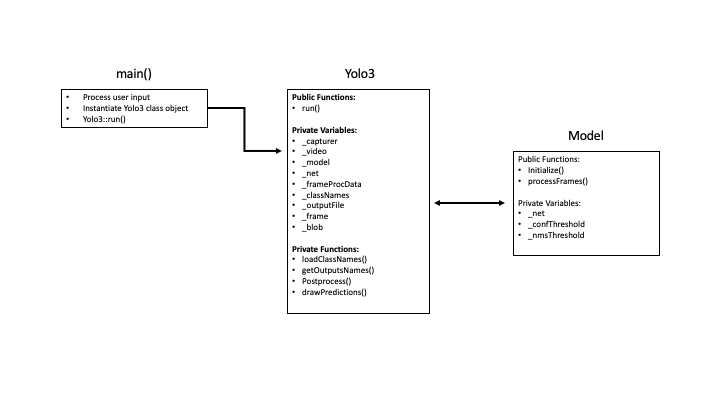 main()
• Process user input
• Instantiate Yolo3 class object
• Yolo3::run()
Yolo3
Public Functions:
• run()
Private Variables:
• _capturer
• _video
• _model
• _net
• _frameProcData
• _classNames
• _outputFile
• _frame
• _blob
Private Functions:
• loadClassNames()
• getOutputsNames()
• Postprocess()
• drawPredictions()
Model
Public Functions:
• Initialize()
• processFrames()
Private Variables:
• _net
• _confThreshold
• _nmsThreshold